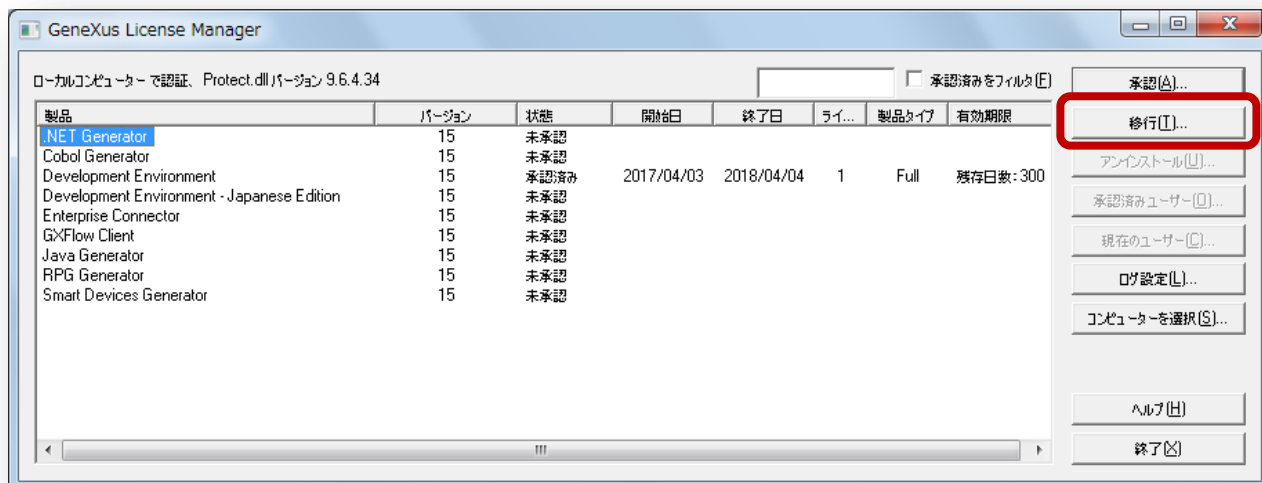 GeneXus License Manager
ローカルコンピューター で認証、Protect.dll バージョン 9.6.4.34
承認済みをフィルタ(F)
承認(A)...
製品 バージョン 状態 開始日 終了日 ライ... 製品タイプ 有効期限
移行(T)...
.NET Generator 15 未承認
Cobol Generator 15 未承認
アンインストール(U)...
Development Environment 15 承認済み 2017/04/03 2018/04/04 1 Full 残存日数：300
Development Environment - Japanese Edition 15 未承認
承認済みユーザー(O)...
Enterprise Connector 15 未承認
GXFlow Client 15 未承認
現在のユーザー(C)...
Java Generator 15 未承認
RPG Generator 15 未承認
ログ設定(L)...
Smart Devices Generator 15 未承認
コンピューターを選択(S)...
ヘルプ(H)
終了(X)